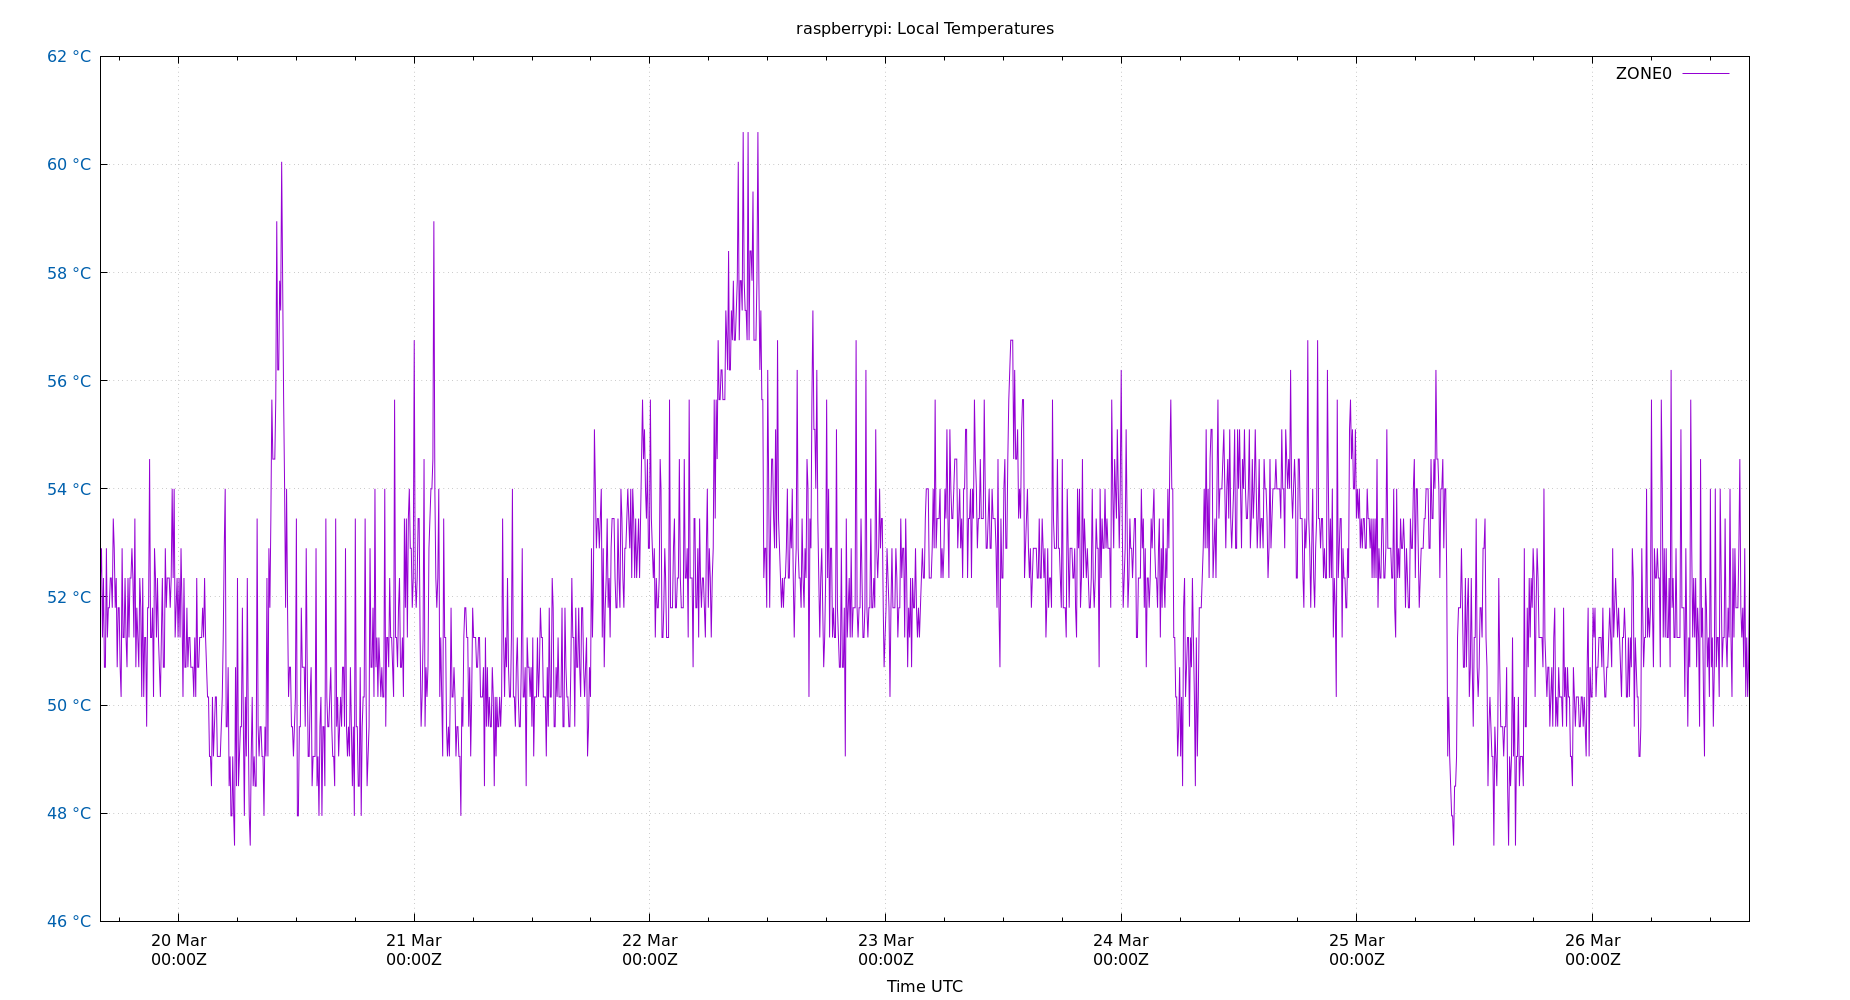 raspberrypi: Local Temperatures
62 °C
ZONE0
60 °C
58 °C
56 °C
54 °C
52 °C
50 °C
48 °C
46 °C
20 Mar 21 Mar 22 Mar 23 Mar 24 Mar 25 Mar 26 Mar
00:00Z 00:00Z 00:00Z 00:00Z 00:00Z 00:00Z 00:00Z
Time UTC